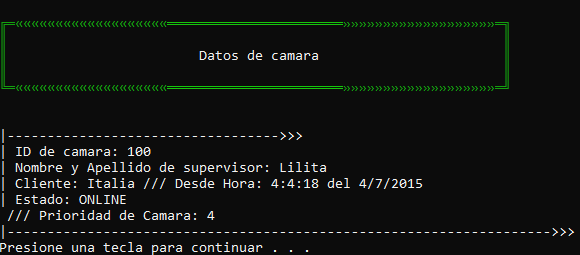 ╔═«««««««««««««««««««══════════════════════»»»»»»»»»»»»»»»»»»»═╗
Datos de camara
╚═«««««««««««««««««««══════════════════════»»»»»»»»»»»»»»»»»»»═╝
|---------------------------------->>>
| ID de camara: 100
| Nombre y Apellido de supervisor: Lilita
| Cliente: Italia /// Desde Hora: 4:4:18 del 4/7/2015
| Estado: ONLINE
/// Prioridad de Camara: 4
|-------------------------------------------------------------------->>>
Presione una tecla para continuar . . .